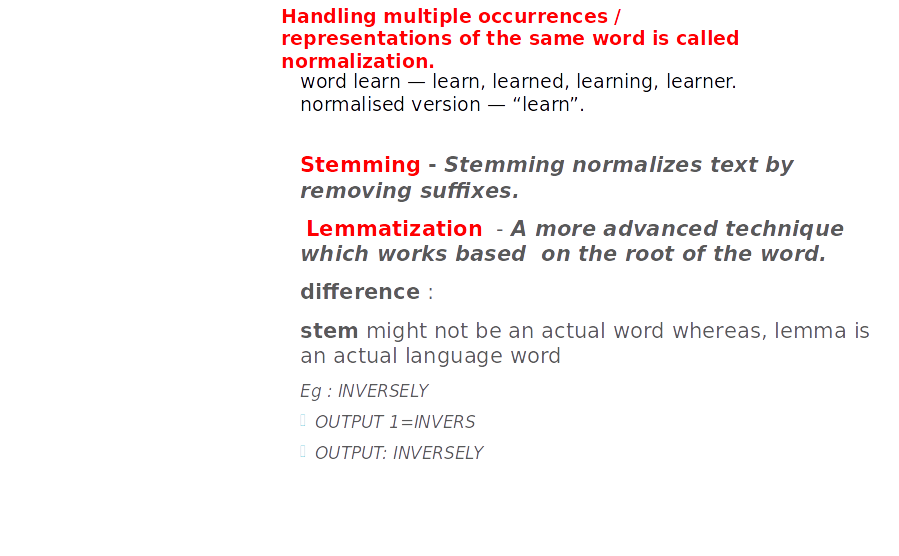 Handling multiple occurrences /
representations of the same word is called
normalization.
word learn — learn, learned, learning, learner.
normalised version — “learn”.
Stemming - Stemming normalizes text by
removing suffixes.
Lemmatization - A more advanced technique
which works based on the root of the word.
difference :
stem might not be an actual word whereas, lemma is
an actual language word
Eg : INVERSELY
OUTPUT 1=INVERS
OUTPUT: INVERSELY